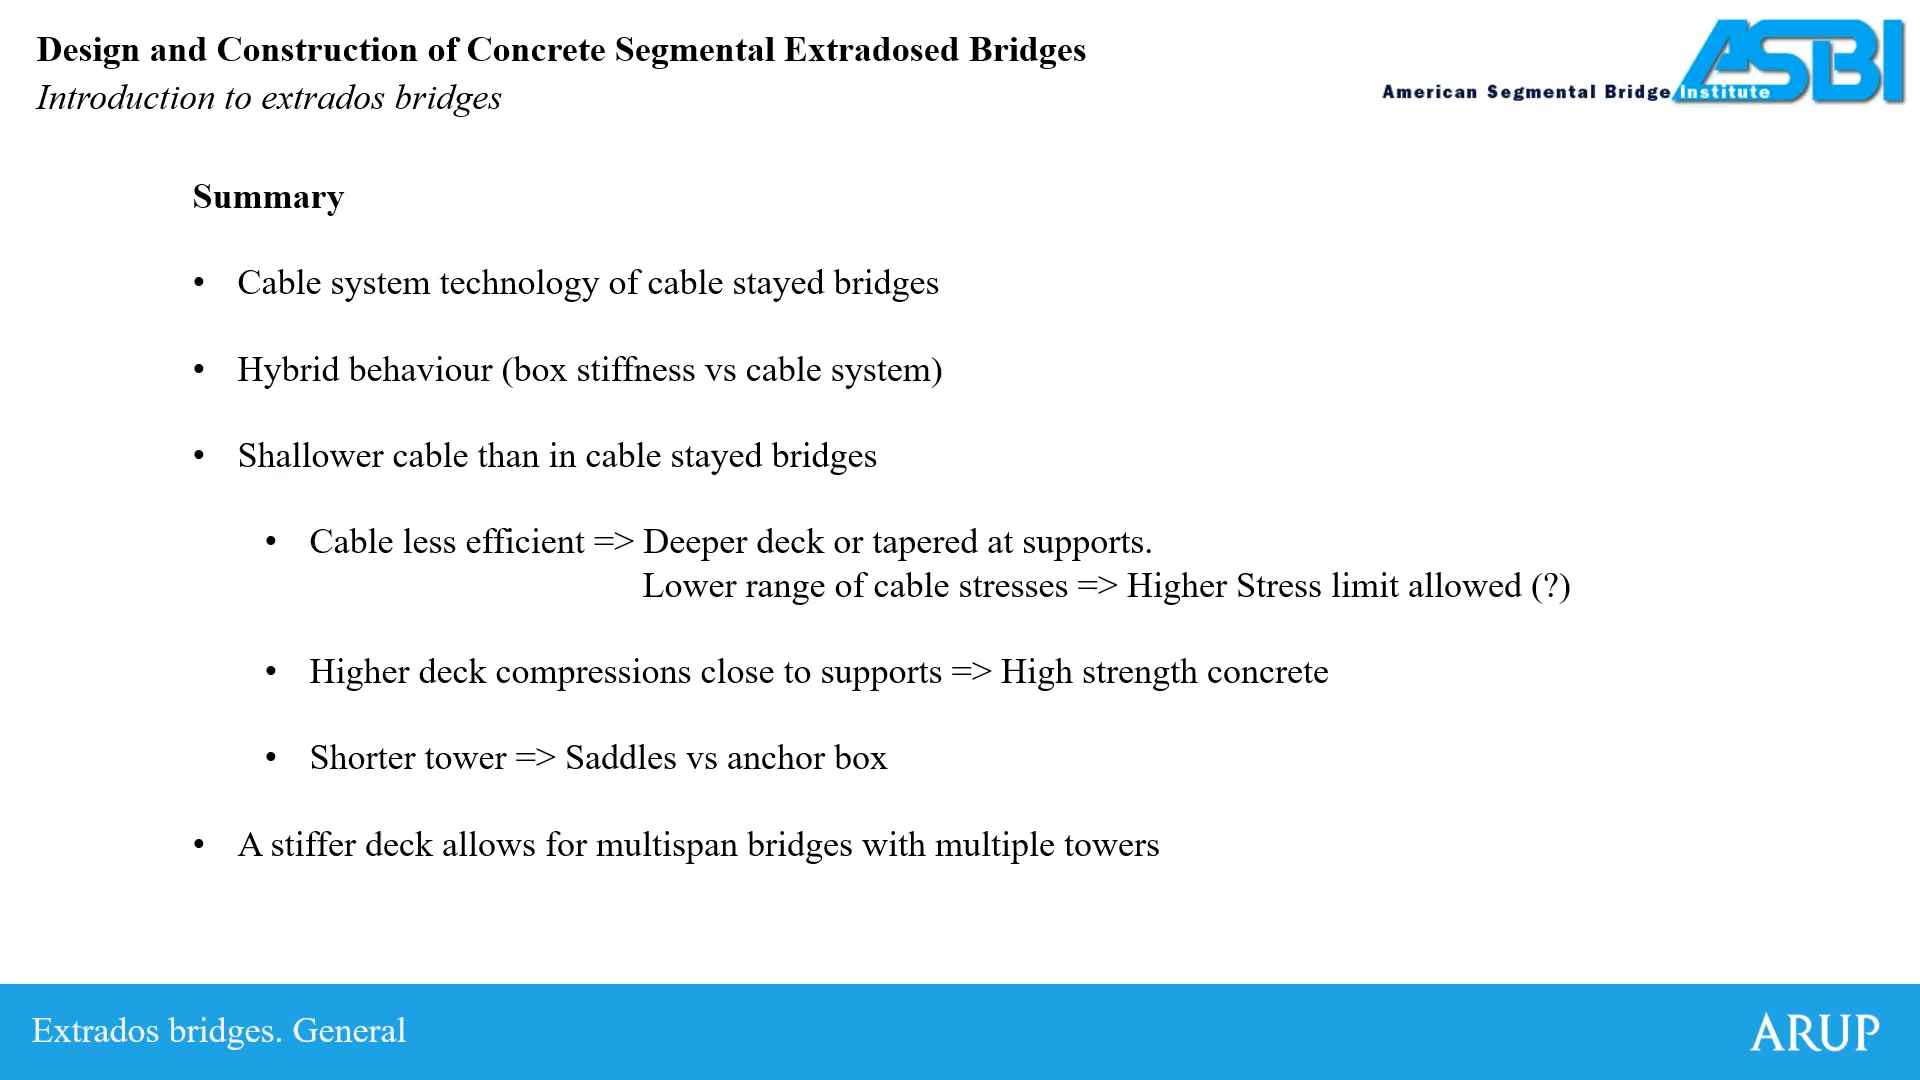 Design and Construction of Concrete Segmental Extradosed Bridges
Introduction to extrados bridges
ASBI
American Segmental Bridge Institute
Summary
• Cable system technology of cable stayed bridges
• Hybrid behaviour (box stiffness vs cable system)
• Shallower cable than in cable stayed bridges
• Cable less efficient => Deeper deck or tapered at supports.
Lower range of cable stresses => Higher Stress limit allowed (?)
• Higher deck compressions close to supports => High strength concrete
• Shorter tower => Saddles vs anchor box
• A stiffer deck allows for multispan bridges with multiple towers
Extrados bridges. General
ARUP